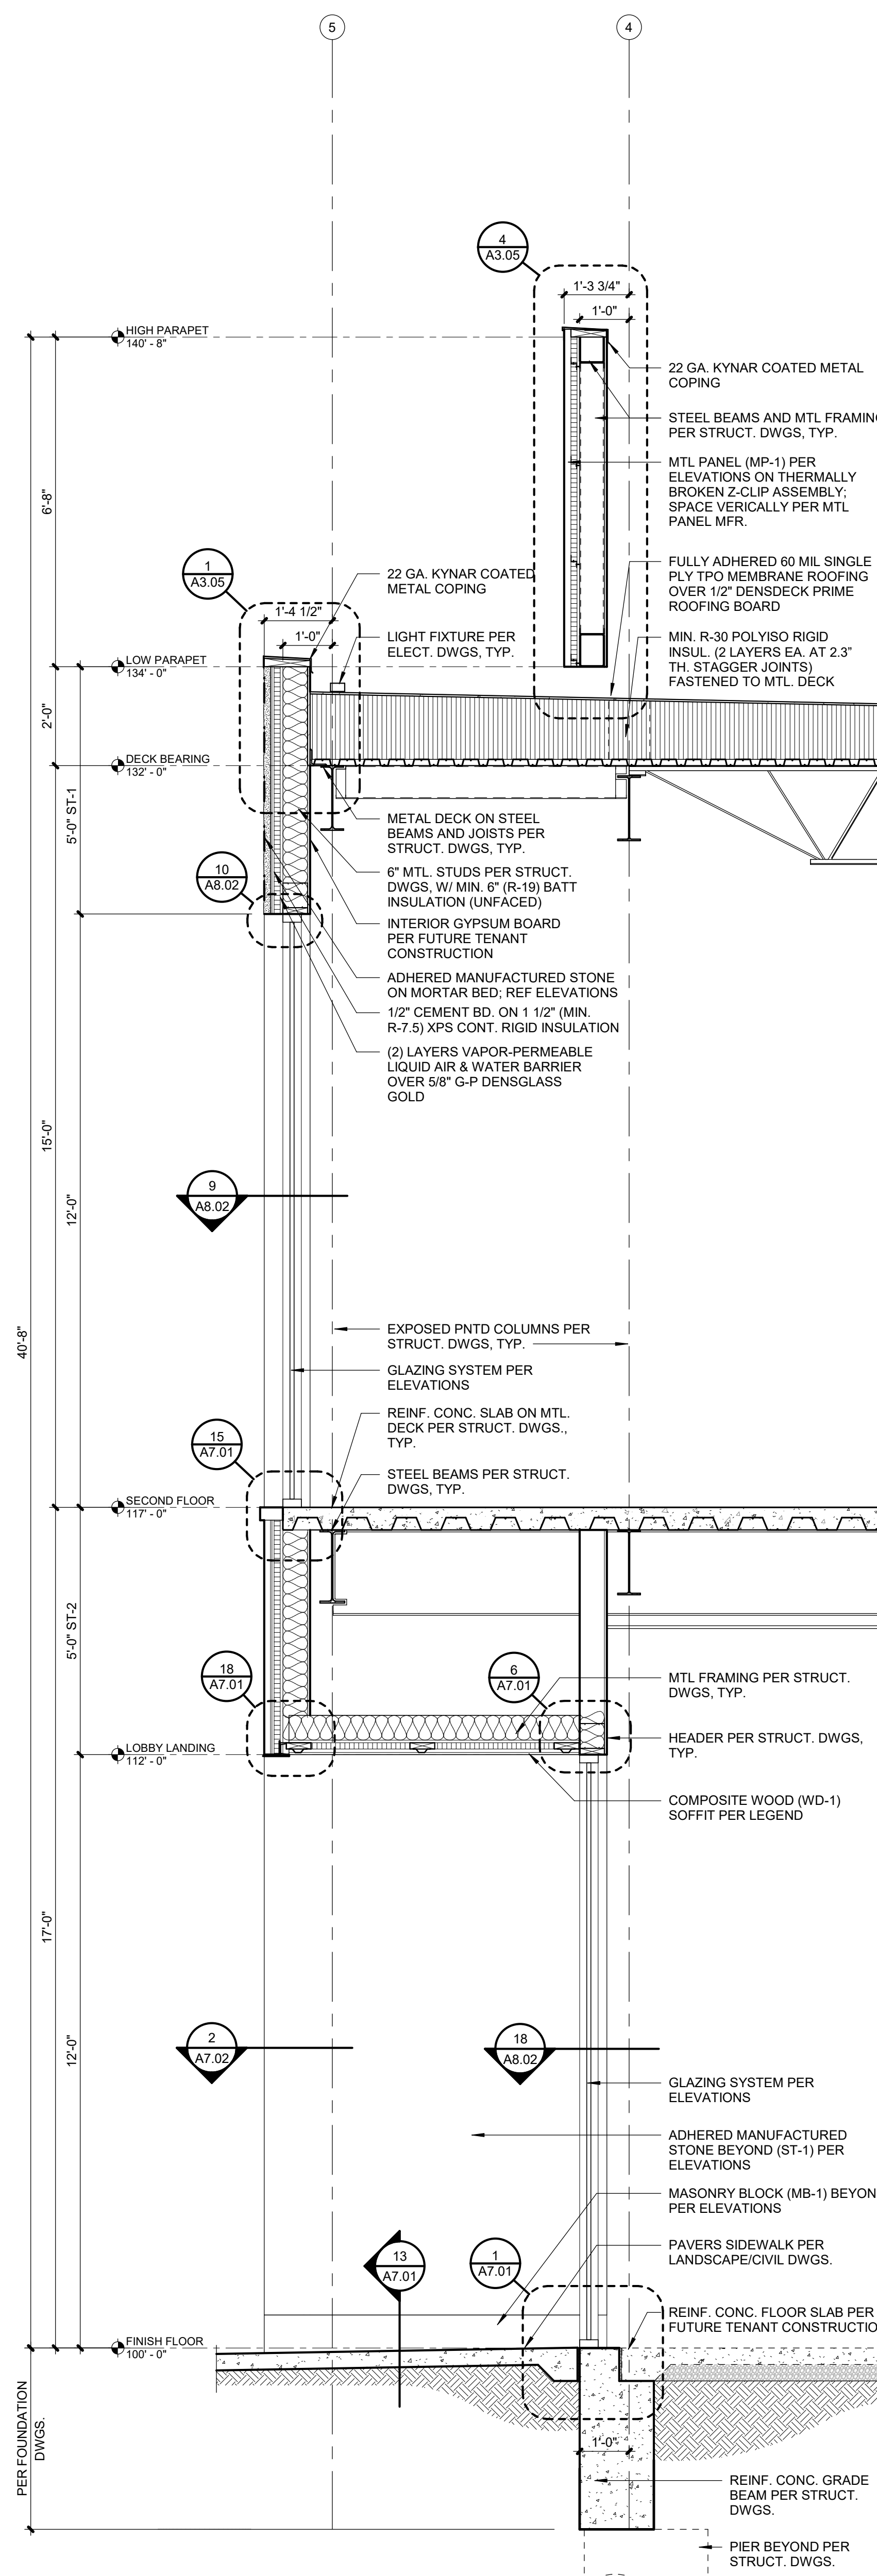 5
4
4
A3.05
1'-3 3/4"
1'-0"
HIGH PARAPET
140' - 8"
22 GA. KYNAR COATED METAL
COPING
STEEL BEAMS AND MTL FRAMING
PER STRUCT. DWGS, TYP.
MTL PANEL (MP-1) PER
ELEVATIONS ON THERMALLY
BROKEN Z-CLIP ASSEMBLY;
SPACE VERICALLY PER MTL
PANEL MFR.
6'-8"
1
A3.05
22 GA. KYNAR COATED
METAL COPING
1'-4 1/2"
1'-0"
LIGHT FIXTURE PER
ELECT. DWGS, TYP.
FULLY ADHERED 60 MIL SINGLE
PLY TPO MEMBRANE ROOFING
OVER 1/2" DENSDECK PRIME
ROOFING BOARD
MIN. R-30 POLYISO RIGID
INSUL. (2 LAYERS EA. AT 2.3"
TH. STAGGER JOINTS)
FASTENED TO MTL. DECK
LOW PARAPET
134' - 0"
2'-0"
DECK BEARING
132' - 0"
5'-0" ST-1
METAL DECK ON STEEL
BEAMS AND JOISTS PER
STRUCT. DWGS, TYP.
10
A8.02
6" MTL. STUDS PER STRUCT.
DWGS, W/ MIN. 6" (R-19) BATT
INSULATION (UNFACED)
INTERIOR GYPSUM BOARD
PER FUTURE TENANT
CONSTRUCTION
ADHERED MANUFACTURED STONE
ON MORTAR BED; REF ELEVATIONS
1/2" CEMENT BD. ON 1 1/2" (MIN.
R-7.5) XPS CONT. RIGID INSULATION
(2) LAYERS VAPOR-PERMEABLE
LIQUID AIR & WATER BARRIER
OVER 5/8" G-P DENSGLASS
GOLD
15'-0"
12'-0"
9
A8.02
40'-8"
EXPOSED PNTD COLUMNS PER
STRUCT. DWGS, TYP.
GLAZING SYSTEM PER
ELEVATIONS
REINF. CONC. SLAB ON MTL.
DECK PER STRUCT. DWGS.,
TYP.
15
A7.01
STEEL BEAMS PER STRUCT.
DWGS, TYP.
SECOND FLOOR
117' - 0"
5'-0" ST-2
18
A7.01
6
A7.01
MTL FRAMING PER STRUCT.
DWGS, TYP.
HEADER PER STRUCT. DWGS,
TYP.
LOBBY LANDING
112' - 0"
COMPOSITE WOOD (WD-1)
SOFFIT PER LEGEND
17'-0"
12'-0"
2
A7.02
18
A8.02
GLAZING SYSTEM PER
ELEVATIONS
ADHERED MANUFACTURED
STONE BEYOND (ST-1) PER
ELEVATIONS
MASONRY BLOCK (MB-1) BEYON
PER ELEVATIONS
PAVERS SIDEWALK PER
LANDSCAPE/CIVIL DWGS.
13
A7.01
1
A7.01
REINF. CONC. FLOOR SLAB PER
FUTURE TENANT CONSTRUCTIO
FINISH FLOOR
100' - 0"
PER FOUNDATION
DWGS.
1'-0"
REINF. CONC. GRADE
BEAM PER STRUCT.
DWGS.
PIER BEYOND PER
STRUCT. DWGS.